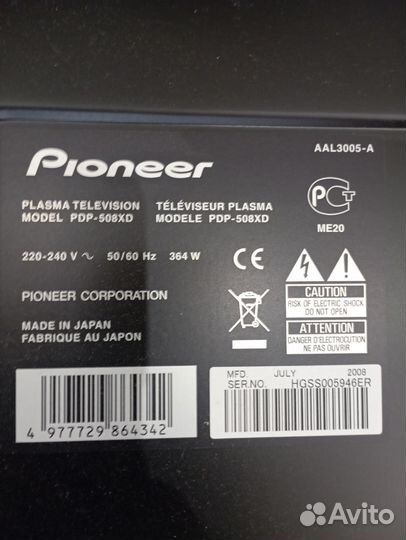 AAL3005-A
Pioneer
PLASMA TELEVISION
MODEL PDP-508XD
TÉLÉVISEUR PLASMA
MODELE PDP-508XD
ME20
220-240 V ~ 50/60 Hz 364 W
CE
PIONEER CORPORATION
MADE IN JAPAN
FABRIQUE AU JAPON
CAUTION
RISK OF ELECTRIC SHOCK
DO NOT OPEN
ATTENTION
DANGER D'ELECTROCUTION
NE PAS OUVRIR
4 977729 864342
MFD. JULY 2008
SER.NO. HGSS005946ER
Avito